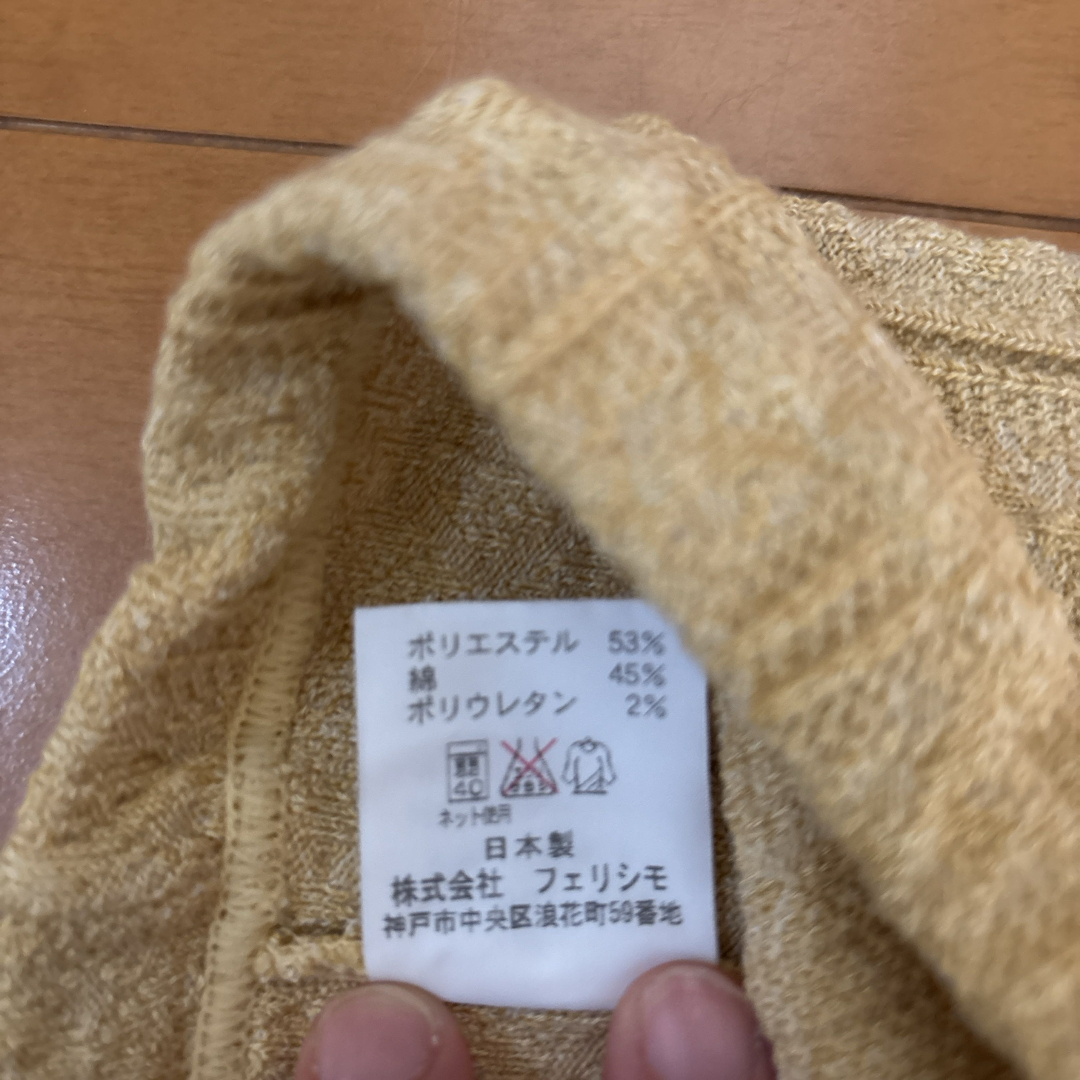 ポリエステル 53%
綿 45%
ポリウレタン 2%
40
ネット使用
日本製
株式会社 フェリシモ
神戸市中央区浪花町59番地